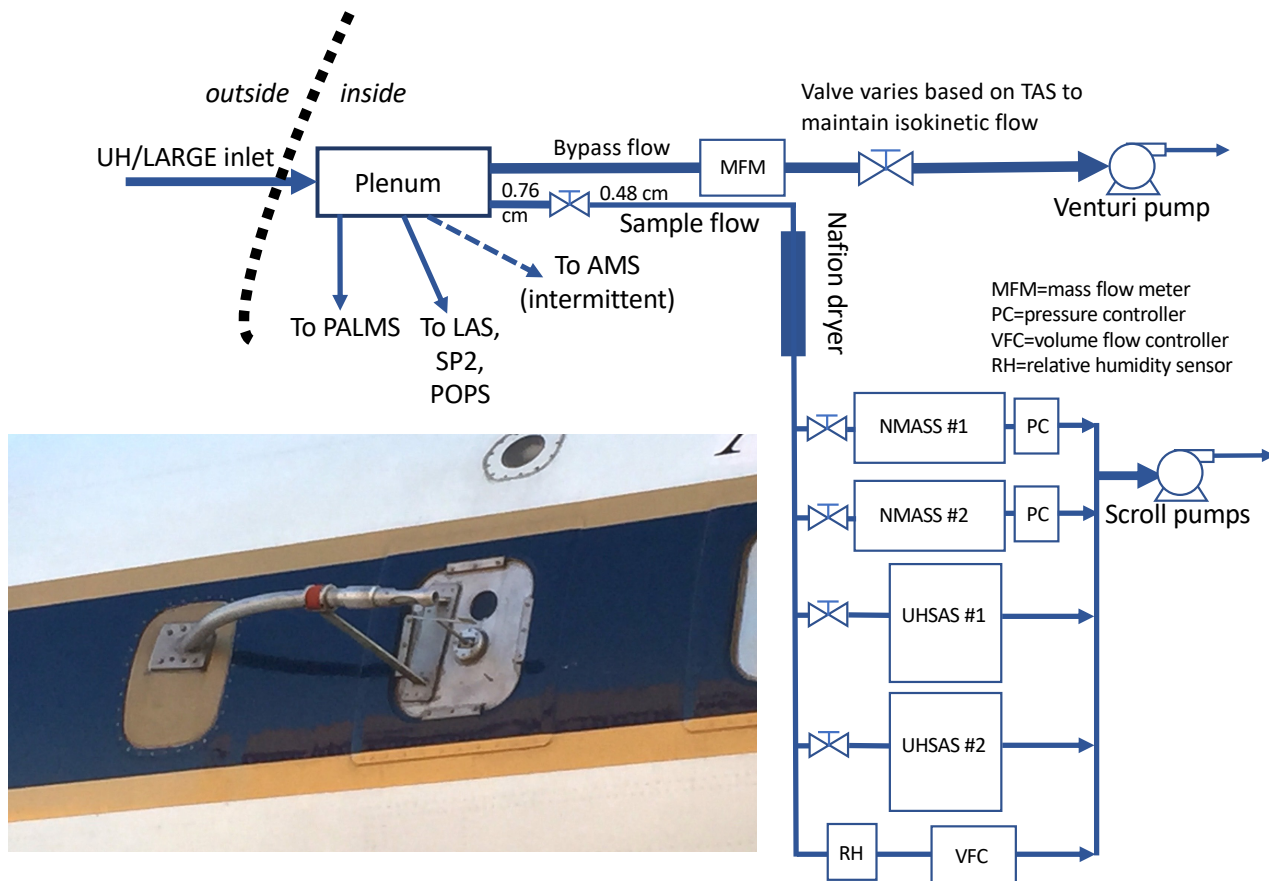 outside inside
UH/LARGE inlet
Plenum
Bypass flow
MFM
Valve varies based on TAS to
maintain isokinetic flow
Venturi pump
0.76
cm
0.48 cm
Sample flow
Nafion dryer
To AMS
(intermittent)
To PALMS
To LAS,
SP2,
POPS
MFM=mass flow meter
PC=pressure controller
VFC=volume flow controller
RH=relative humidity sensor
NMASS #1
PC
NMASS #2
PC
Scroll pumps
UHSAS #1
UHSAS #2
RH
VFC